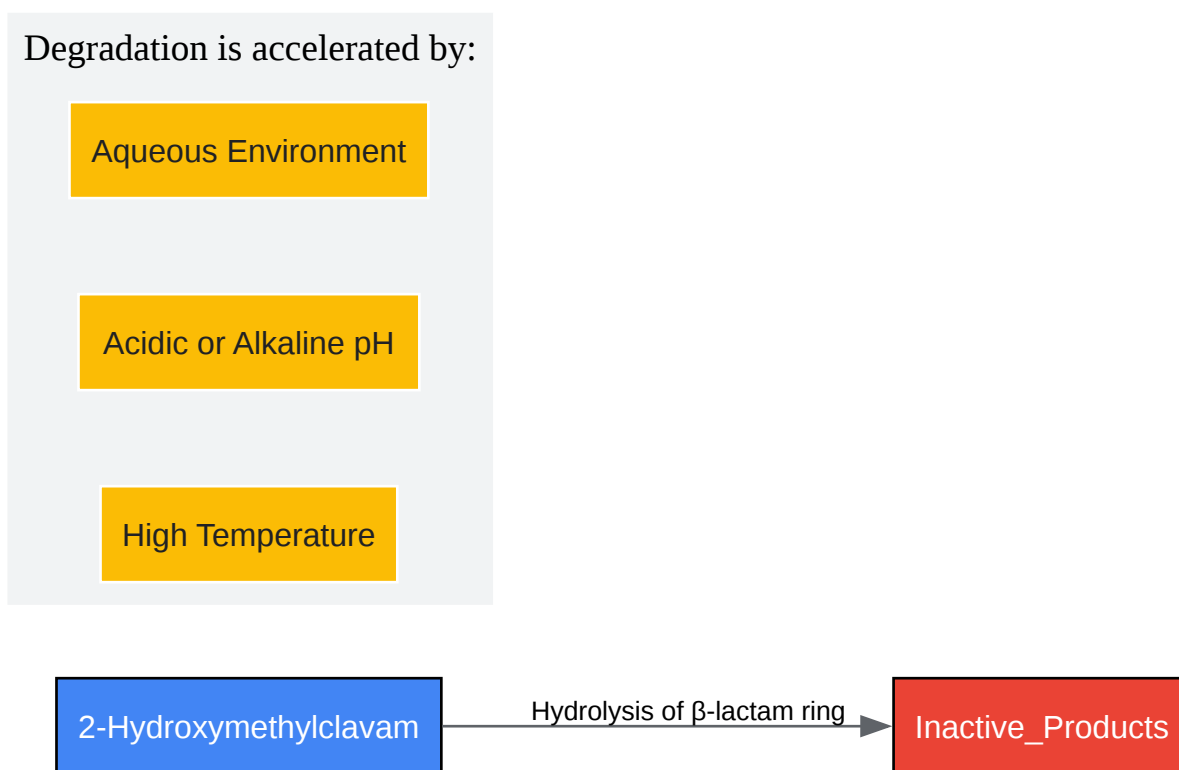 Degradation is accelerated by:
Aqueous Environment
Acidic or Alkaline pH
High Temperature
2-Hydroxymethylclavam
Hydrolysis of β-lactam ring
Inactive_Products